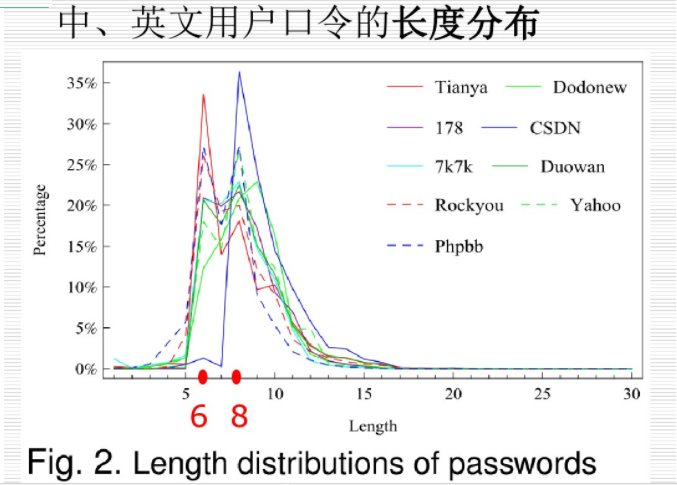 中、英文用户口令的长度分布
35%
30%
25%
20%
15%
10%
5%
0%
Percentage
Tianya Dodonew
178 CSDN
7k7k Duowan
Rockyou Yahoo
Phpbb
5 10 15 20 25 30
6 8
Length
Fig. 2. Length distributions of passwords